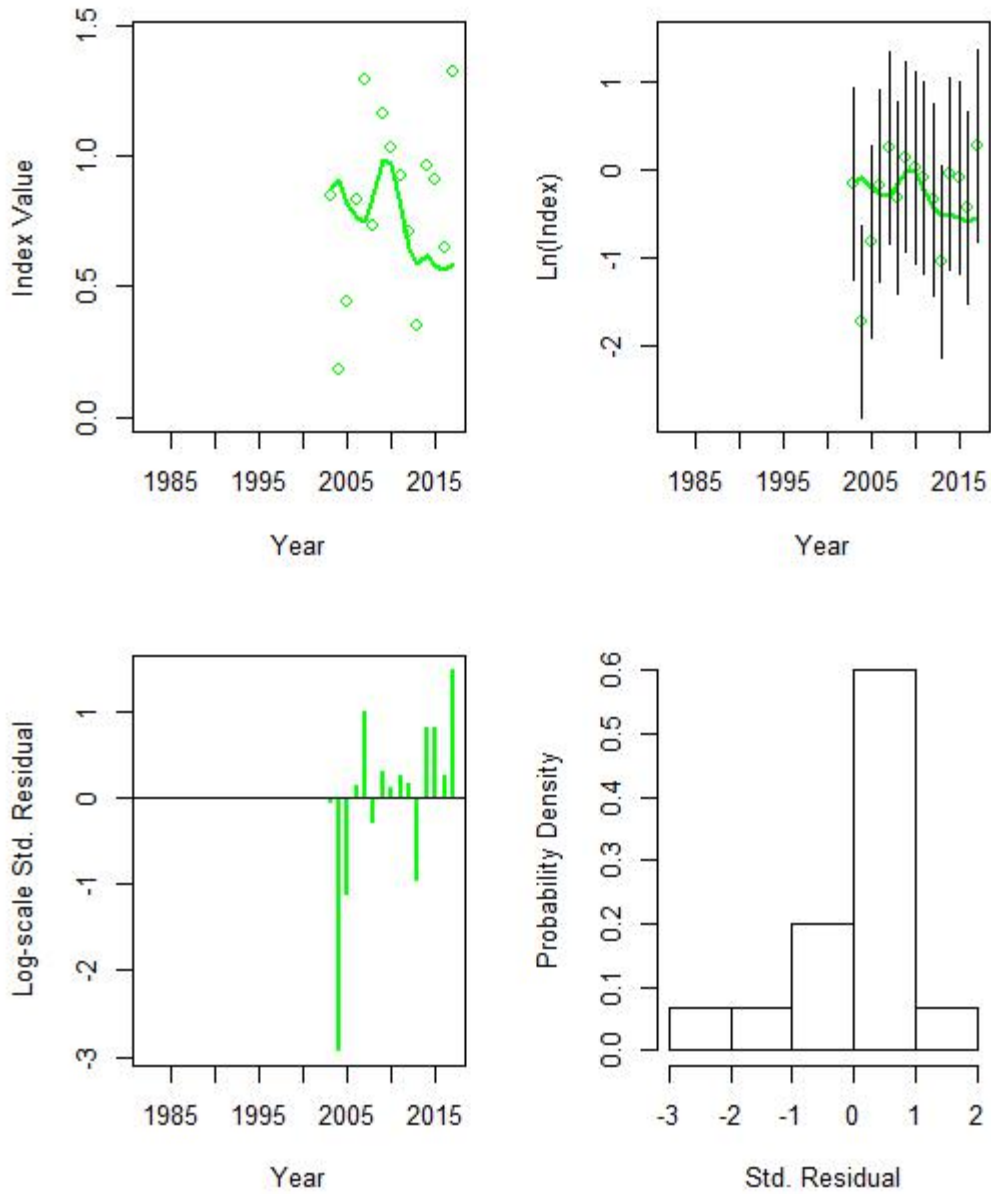 Index Value
1.5
1.0
0.5
0.0
1985 1995 2005 2015
Year
Ln(Index)
1
0
-1
-2
1985 1995 2005 2015
Year
Log-scale Std. Residual
1
0
-1
-2
-3
1985 1995 2005 2015
Year
Probability Density
0.6
0.5
0.4
0.3
0.2
0.1
0.0
-3 -2 -1 0 1 2
Std. Residual